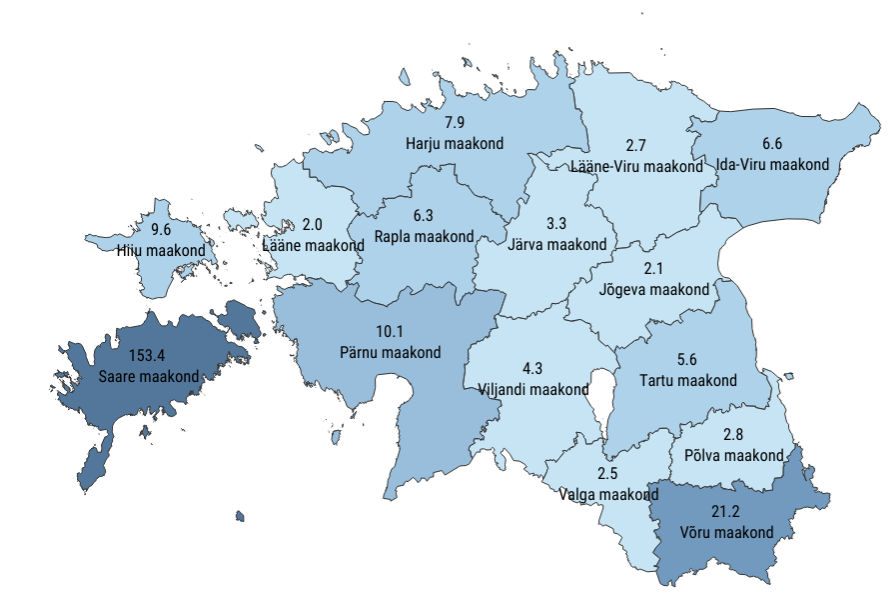 7.9
Harju maakond
2.7
Lääne-Viru maakond
6.6
Ida-Viru maakond
9.6
Hiiu maakond
2.0
Lääne maakond
6.3
Rapla maakond
3.3
Järva maakond
2.1
Jõgeva maakond
153.4
Saare maakond
10.1
Pärnu maakond
4.3
Viljandi maakond
5.6
Tartu maakond
2.8
Põlva maakond
2.5
Valga maakond
21.2
Võru maakond